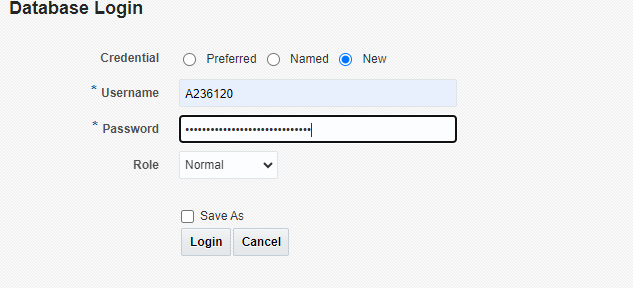 Database Login
Credential Preferred Named New
* Username A236120
* Password ••••••••••••••••••••••••••••••
Role Normal
Save As
Login Cancel